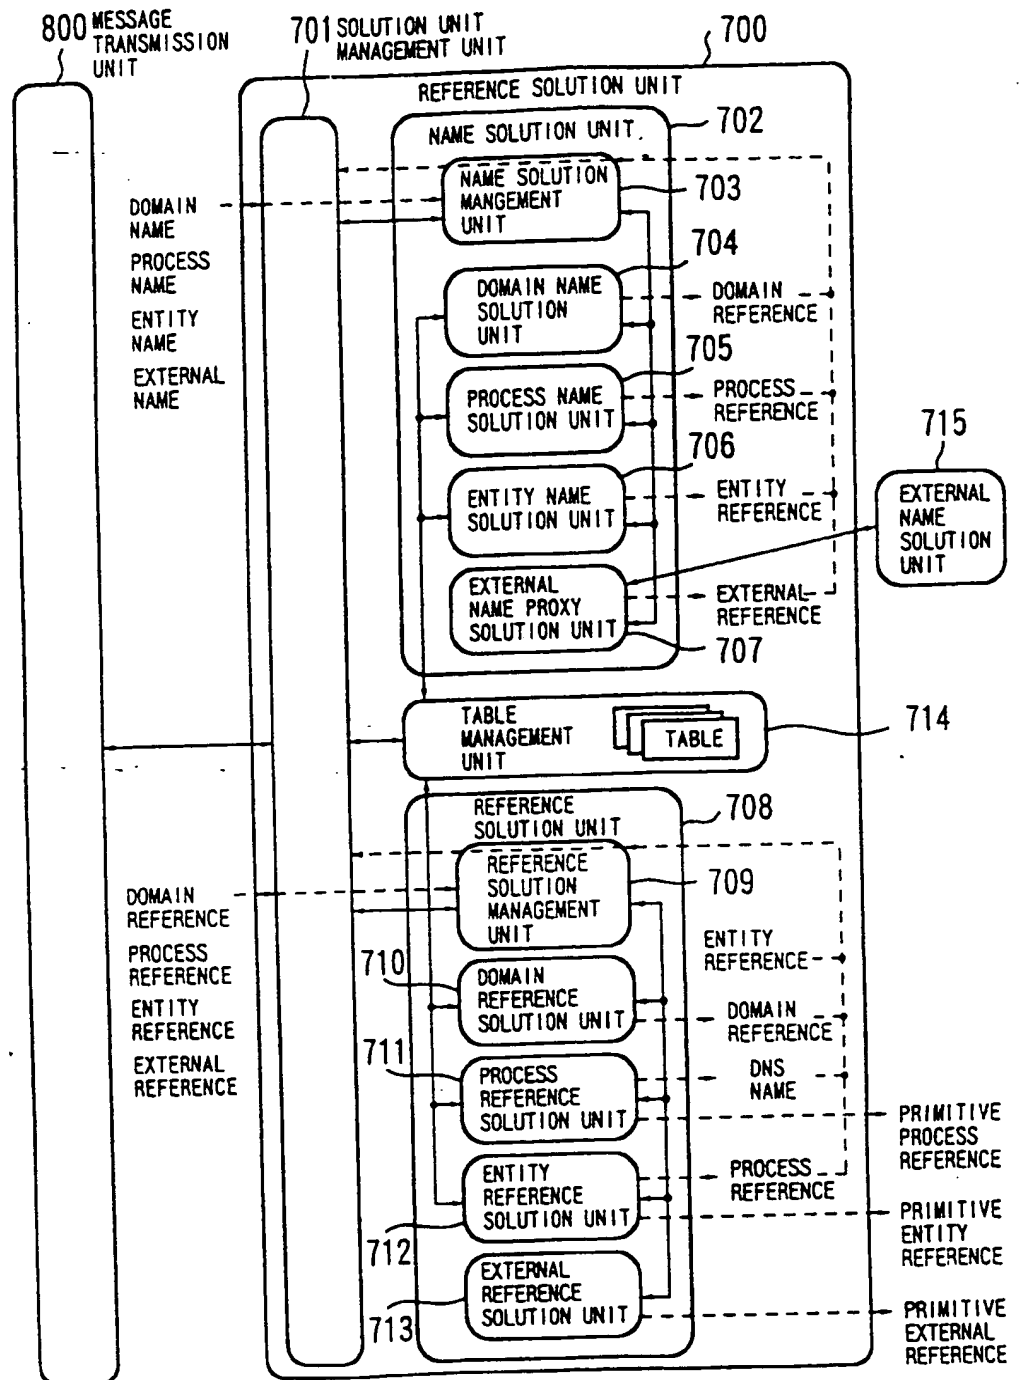 800 MESSAGE
TRANSMISSION
UNIT
701 SOLUTION UNIT
MANAGEMENT UNIT
700
REFERENCE SOLUTION UNIT
NAME SOLUTION UNIT
702
NAME SOLUTION
MANGEMENT
UNIT
703
DOMAIN
NAME
PROCESS
NAME
ENTITY
NAME
EXTERNAL
NAME
704
DOMAIN NAME
SOLUTION
UNIT
DOMAIN
REFERENCE
705
PROCESS NAME
SOLUTION UNIT
PROCESS
REFERENCE
706
ENTITY NAME
SOLUTION UNIT
ENTITY
REFERENCE
715
EXTERNAL
NAME
SOLUTION
UNIT
EXTERNAL
NAME PROXY
SOLUTION UNIT
EXTERNAL
REFERENCE
707
TABLE
MANAGEMENT
UNIT
TABLE
714
REFERENCE
SOLUTION UNIT
708
REFERENCE
SOLUTION
MANAGEMENT
UNIT
709
DOMAIN
REFERENCE
PROCESS
REFERENCE
ENTITY
REFERENCE
EXTERNAL
REFERENCE
ENTITY
REFERENCE
710
DOMAIN
REFERENCE
SOLUTION UNIT
DOMAIN
REFERENCE
711
PROCESS
REFERENCE
SOLUTION UNIT
DNS
NAME
PRIMITIVE
PROCESS
REFERENCE
ENTITY
REFERENCE
SOLUTION UNIT
PROCESS
REFERENCE
712
PRIMITIVE
ENTITY
REFERENCE
EXTERNAL
REFERENCE
SOLUTION UNIT
713
PRIMITIVE
EXTERNAL
REFERENCE